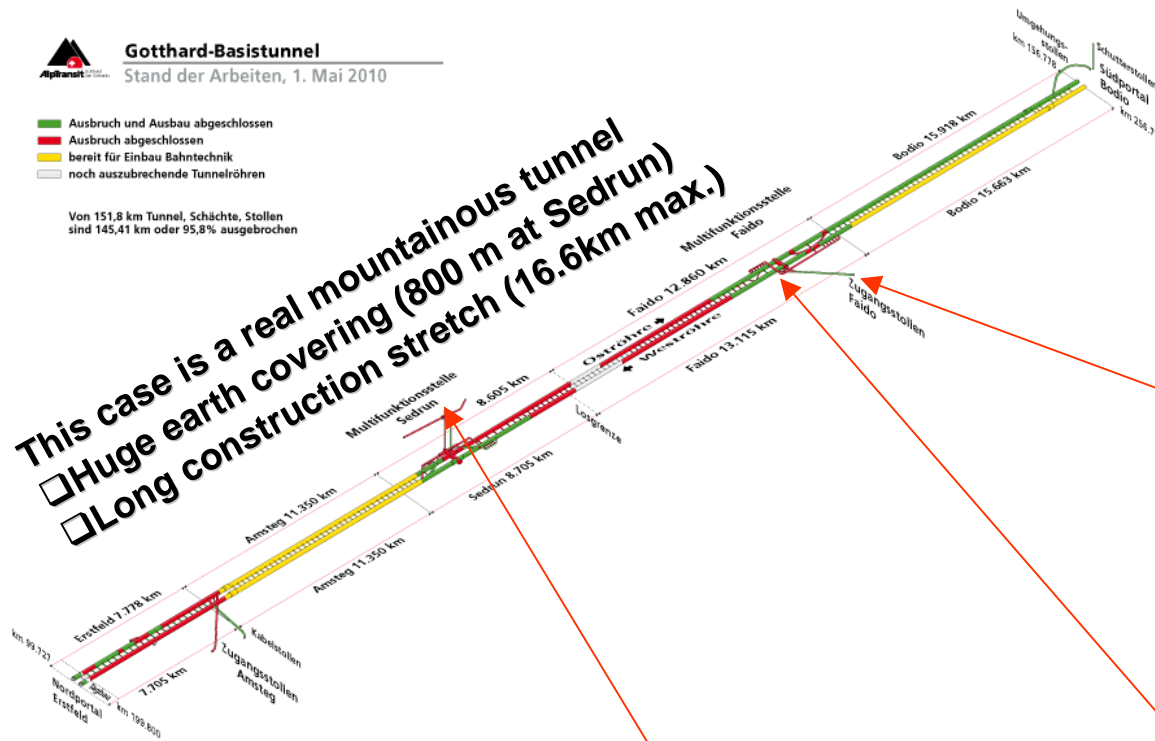 Gotthard-Basistunnel
Stand der Arbeiten, 1. Mai 2010
AlpTransit
Ausbruch und Ausbau abgeschlossen
Ausbruch abgeschlossen
bereit für Einbau Bahntechnik
noch auszubrechende Tunnelröhren
Von 151,8 km Tunnel, Schächte, Stollen
sind 145,41 km oder 95,8% ausgebrochen
This case is a real mountainous tunnel
❑Huge earth covering (800 m at Sedrun)
❑Long construction stretch (16.6km max.)
Umgehungs-
stollen
km 156.778
Schutterstollen
Südportal
Bodio
Bodio 15.918 km
Bodio 15.663 km
Multifunktionsstelle
Faido
Zugangsstollen
Faido
Faido 12.860 km
Oströhre
Weströhre
Faido 13.115 km
Losgrenze
Multifunktionsstelle
Sedrun
8.605 km
Sedrun 8.705 km
Amsteg 11.350 km
Amsteg 11.350 km
Erstfeld 7.778 km
Kabelstollen
Zugangsstollen
Amsteg
7.705 km
km 99.727
Tagbau
Nordportal
Erstfeld
km 199.800